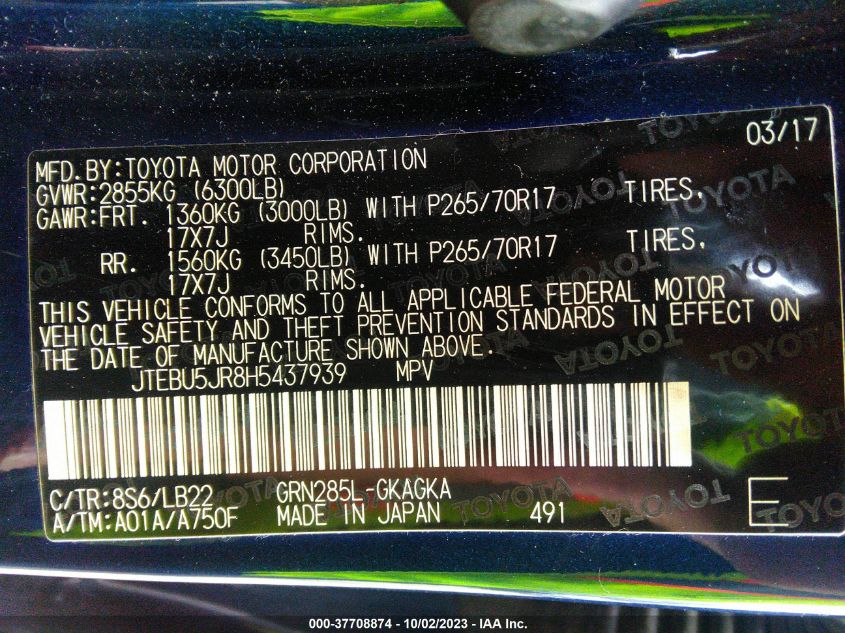 03/17
MFD.BY:TOYOTA MOTOR CORPORATION
GVWR:2855KG (6300LB)
GAWR:FRT. 1360KG (3000LB) WITH P265/70R17 TIRES,
17X7J RIMS.
RR. 1560KG (3450LB) WITH P265/70R17 TIRES,
17X7J RIMS.
THIS VEHICLE CONFORMS TO ALL APPLICABLE FEDERAL MOTOR
VEHICLE SAFETY AND THEFT PREVENTION STANDARDS IN EFFECT ON
THE DATE OF MANUFACTURE SHOWN ABOVE.
JTEBU5JR8H5437939 MPV
C/TR:8S6/LB22 GRN285L-GKAGKA
A/TM:A01A/A750F MADE IN JAPAN 491 E
000-37708874 - 10/02/2023 - IAA Inc.